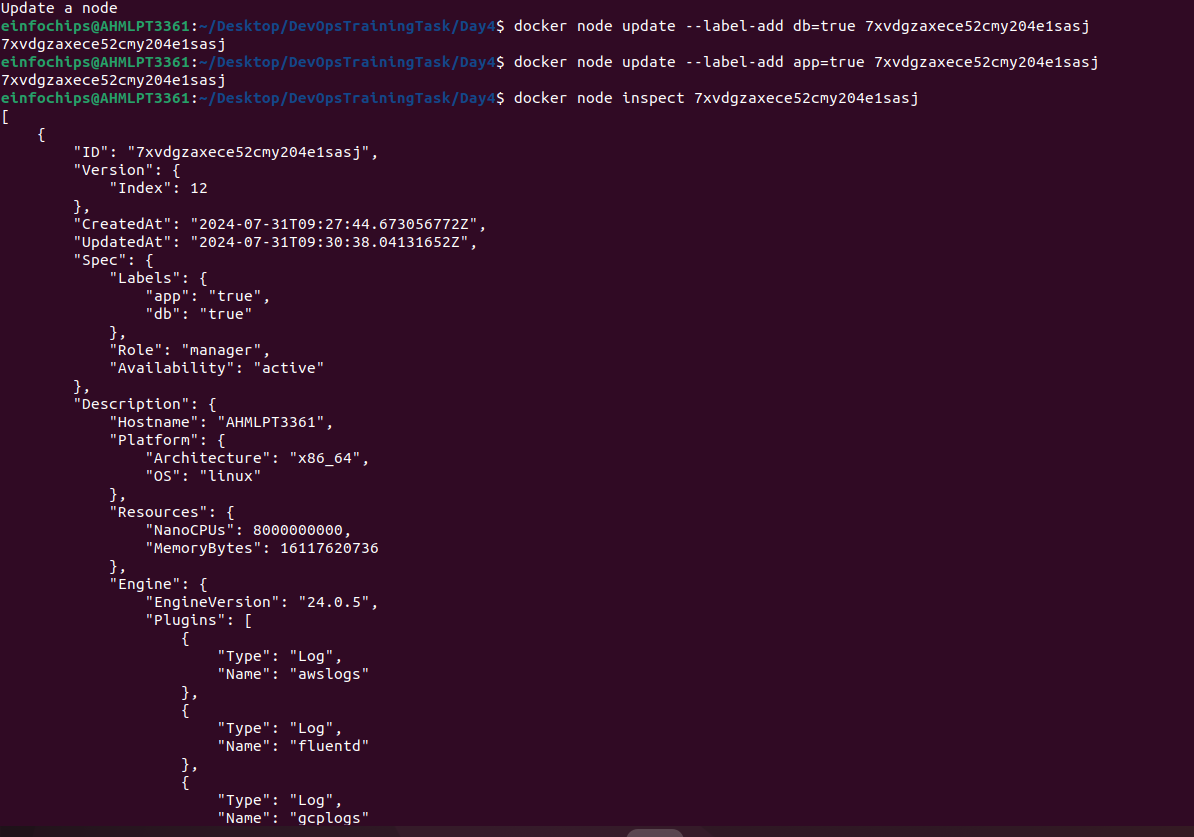 Update a node
einfochips@AHMLPT3361:~/Desktop/DevOpsTrainingTask/Day4$ docker node update --label-add db=true 7xvdgzaxece52cmy204e1sasj
7xvdgzaxece52cmy204e1sasj
einfochips@AHMLPT3361:~/Desktop/DevOpsTrainingTask/Day4$ docker node update --label-add app=true 7xvdgzaxece52cmy204e1sasj
7xvdgzaxece52cmy204e1sasj
einfochips@AHMLPT3361:~/Desktop/DevOpsTrainingTask/Day4$ docker node inspect 7xvdgzaxece52cmy204e1sasj
[
    {
        "ID": "7xvdgzaxece52cmy204e1sasj",
        "Version": {
            "Index": 12
        },
        "CreatedAt": "2024-07-31T09:27:44.673056772Z",
        "UpdatedAt": "2024-07-31T09:30:38.04131652Z",
        "Spec": {
            "Labels": {
                "app": "true",
                "db": "true"
            },
            "Role": "manager",
            "Availability": "active"
        },
        "Description": {
            "Hostname": "AHMLPT3361",
            "Platform": {
                "Architecture": "x86_64",
                "OS": "linux"
            },
            "Resources": {
                "NanoCPUs": 8000000000,
                "MemoryBytes": 16117620736
            },
            "Engine": {
                "EngineVersion": "24.0.5",
                "Plugins": [
                    {
                        "Type": "Log",
                        "Name": "awslogs"
                    },
                    {
                        "Type": "Log",
                        "Name": "fluentd"
                    },
                    {
                        "Type": "Log",
                        "Name": "gcplogs"